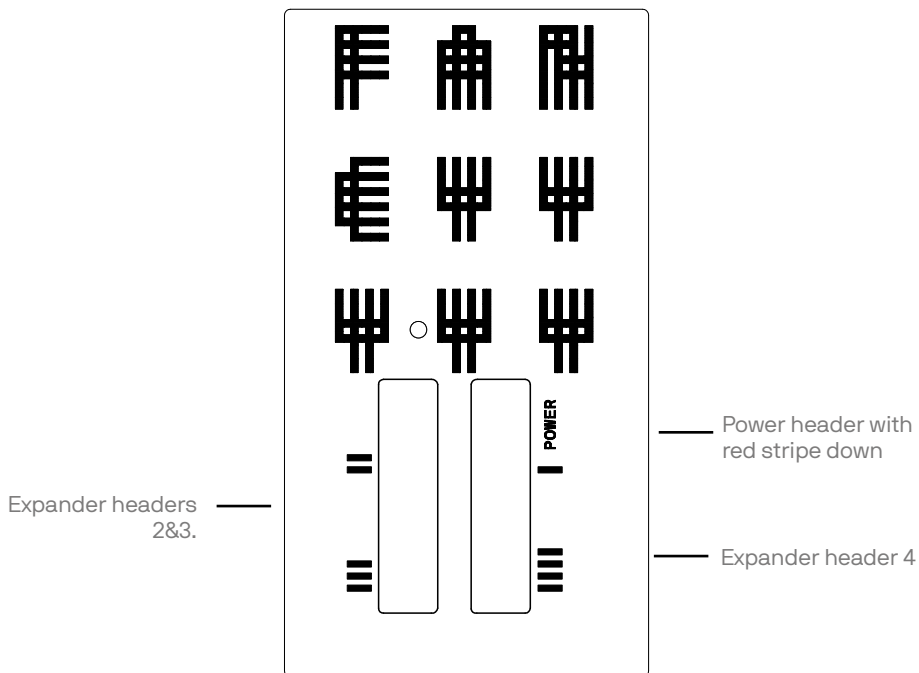 POWER
Power header with
red stripe down
Expander headers
2&3.
Expander header 4